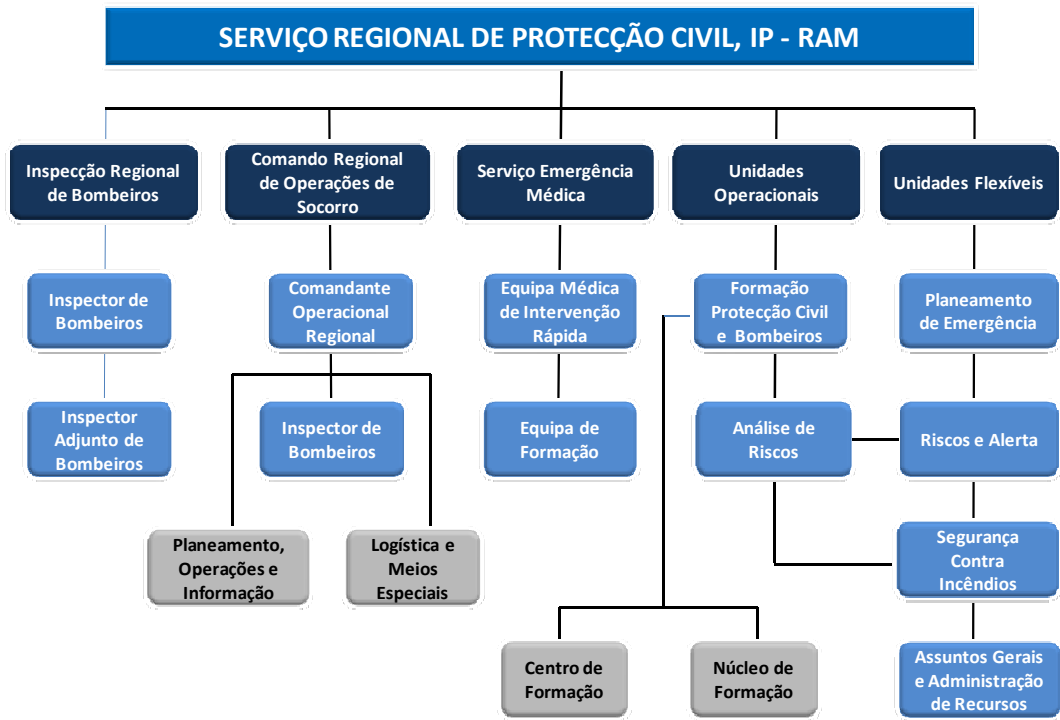 SERVIÇO REGIONAL DE PROTECÇÃO CIVIL, IP - RAM
Inspecção Regional
de Bombeiros
Comando Regional
de Operações de
Socorro
Serviço Emergência
Médica
Unidades
Operacionais
Unidades Flexíveis
Inspector de
Bombeiros
Comandante
Operacional
Regional
Equipa Médica
de Intervenção
Rápida
Formação
Protecção Civil
e Bombeiros
Planeamento
de Emergência
Inspector
Adjunto de
Bombeiros
Inspector de
Bombeiros
Equipa de
Formação
Análise de
Riscos
Riscos e Alerta
Planeamento,
Operações e
Informação
Logística e
Meios
Especiais
Segurança
Contra
Incêndios
Centro de
Formação
Núcleo de
Formação
Assuntos Gerais
e Administração
de Recursos